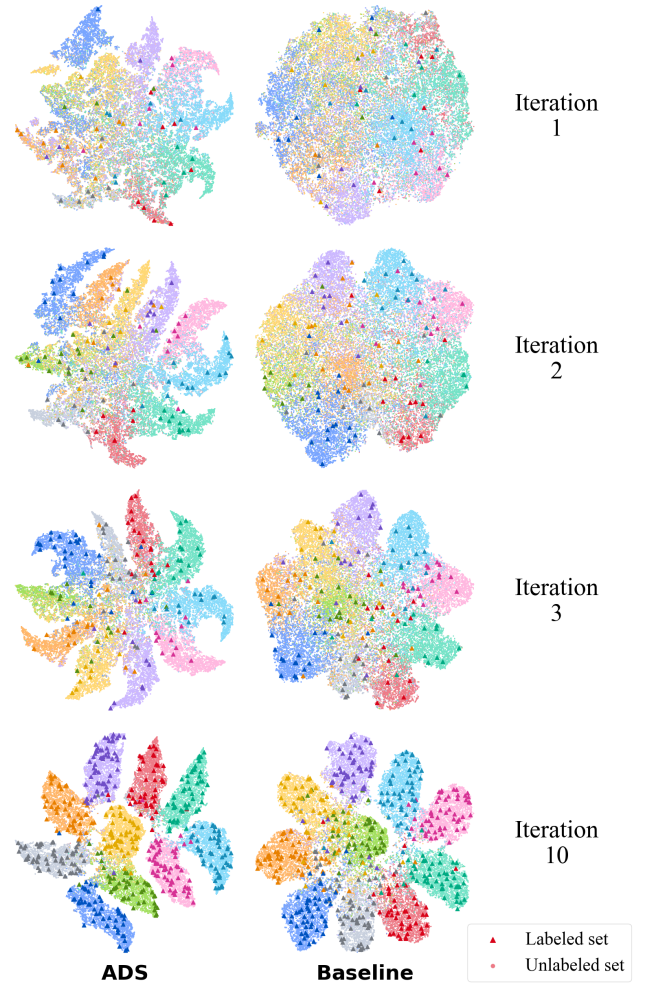 Iteration
1
Iteration
2
Iteration
3
Iteration
10
Labeled set
Unlabeled set
ADS
Baseline